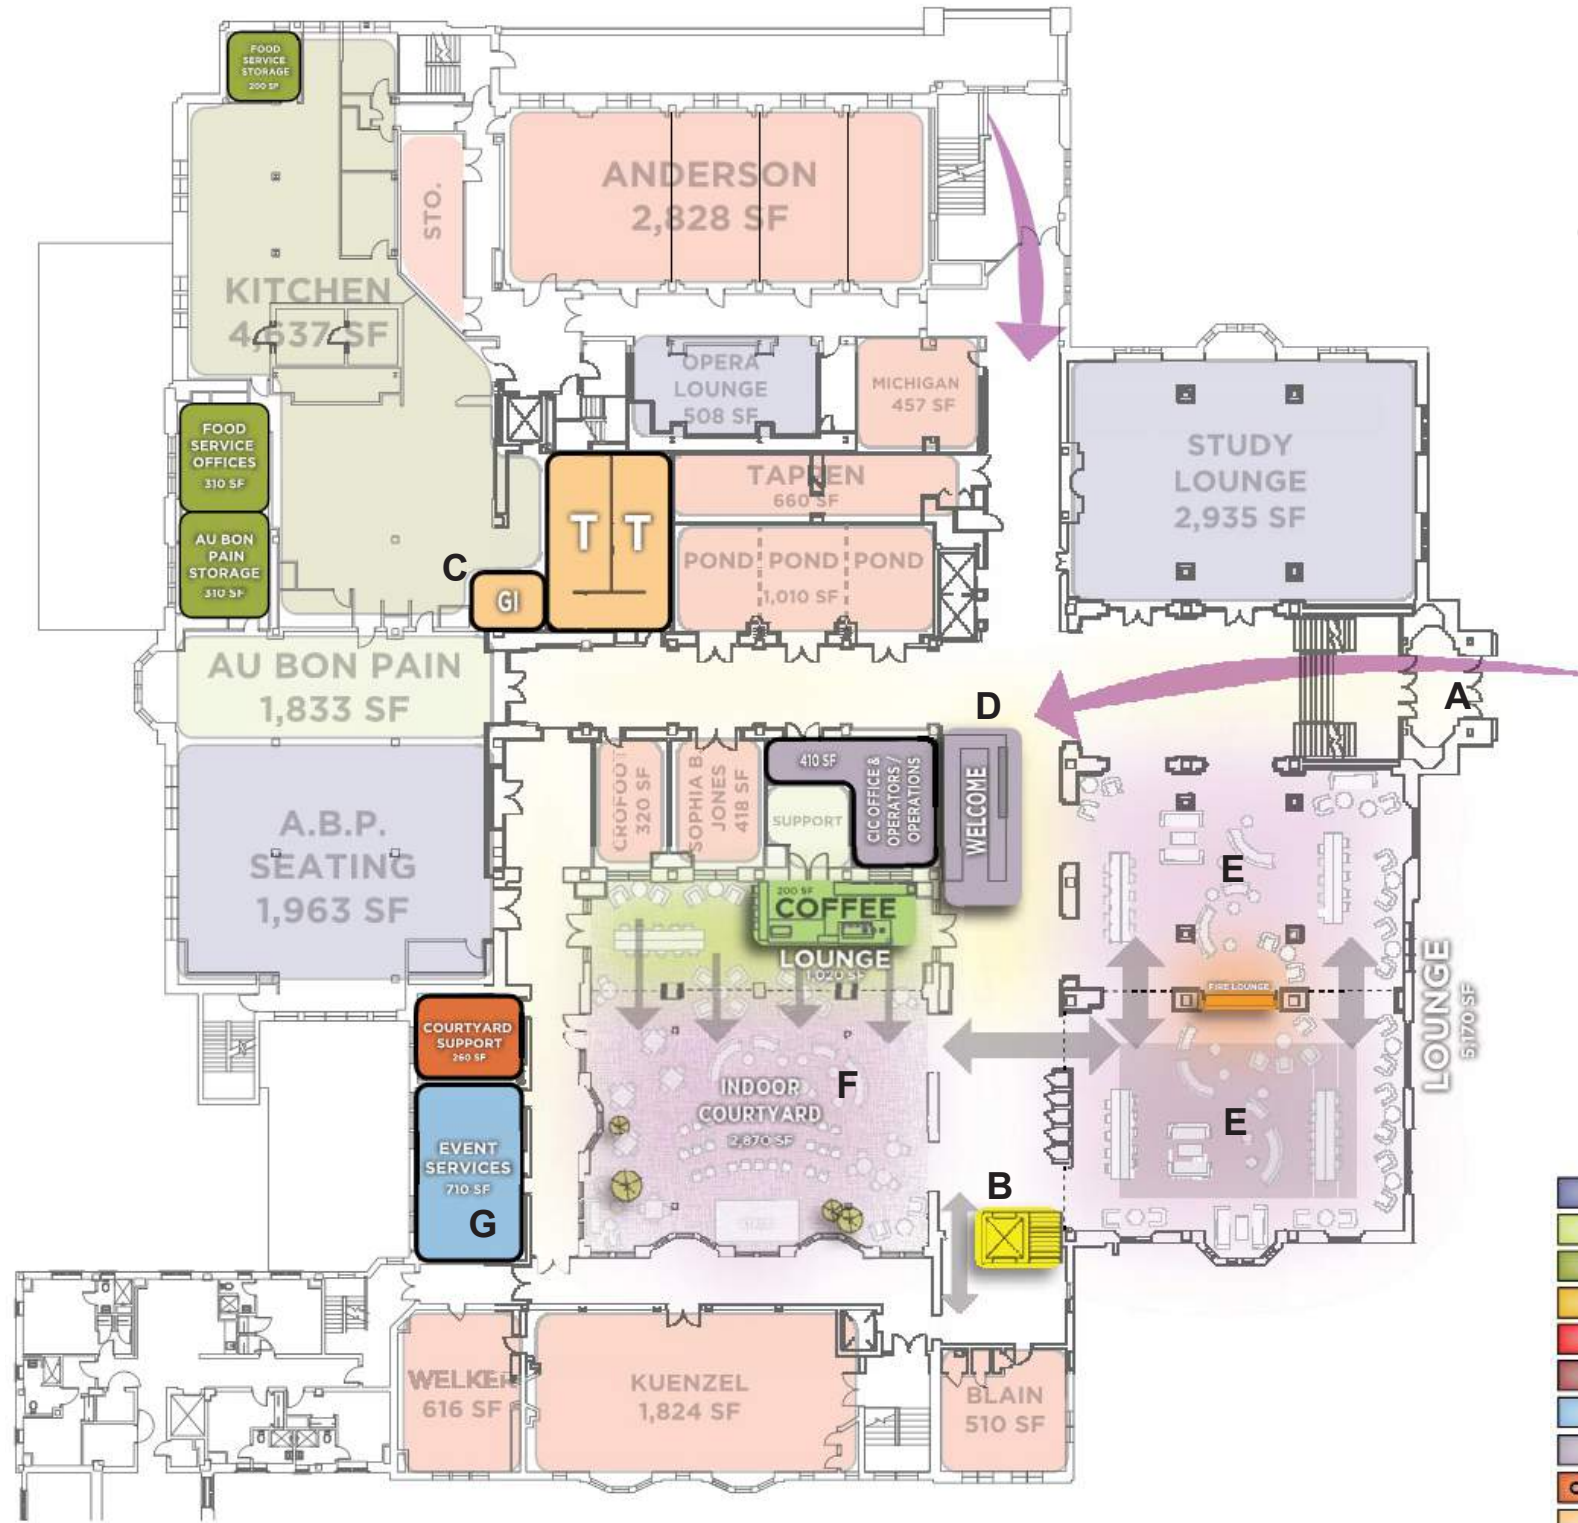 FOOD
SERVICE
STORAGE
200 SF
ANDERSON
2,828 SF
STO.
KITCHEN
4,637 SF
OPERA
LOUNGE
508 SF
MICHIGAN
457 SF
FOOD
SERVICE
OFFICES
310 SF
STUDY
LOUNGE
2,935 SF
TAPPEN
660 SF
T T
AU BON
PAIN
STORAGE
310 SF
C
GI
POND POND POND
1,010 SF
AU BON PAIN
1,833 SF
A
D
410 SF
CIC OFFICE &
OPERATORS /
OPERATIONS
WELCOME
CROFOOT
320 SF
SOPHIA B.
JONES
418 SF
SUPPORT
A.B.P.
SEATING
1,963 SF
E
200 SF
COFFEE
LOUNGE
1,020 SF
FIRE LOUNGE
LOUNGE
5,170 SF
COURTYARD
SUPPORT
260 SF
INDOOR
COURTYARD
2,870 SF
F
E
EVENT
SERVICES
710 SF
G
B
WELKER
616 SF
KUENZEL
1,824 SF
BLAIN
510 SF